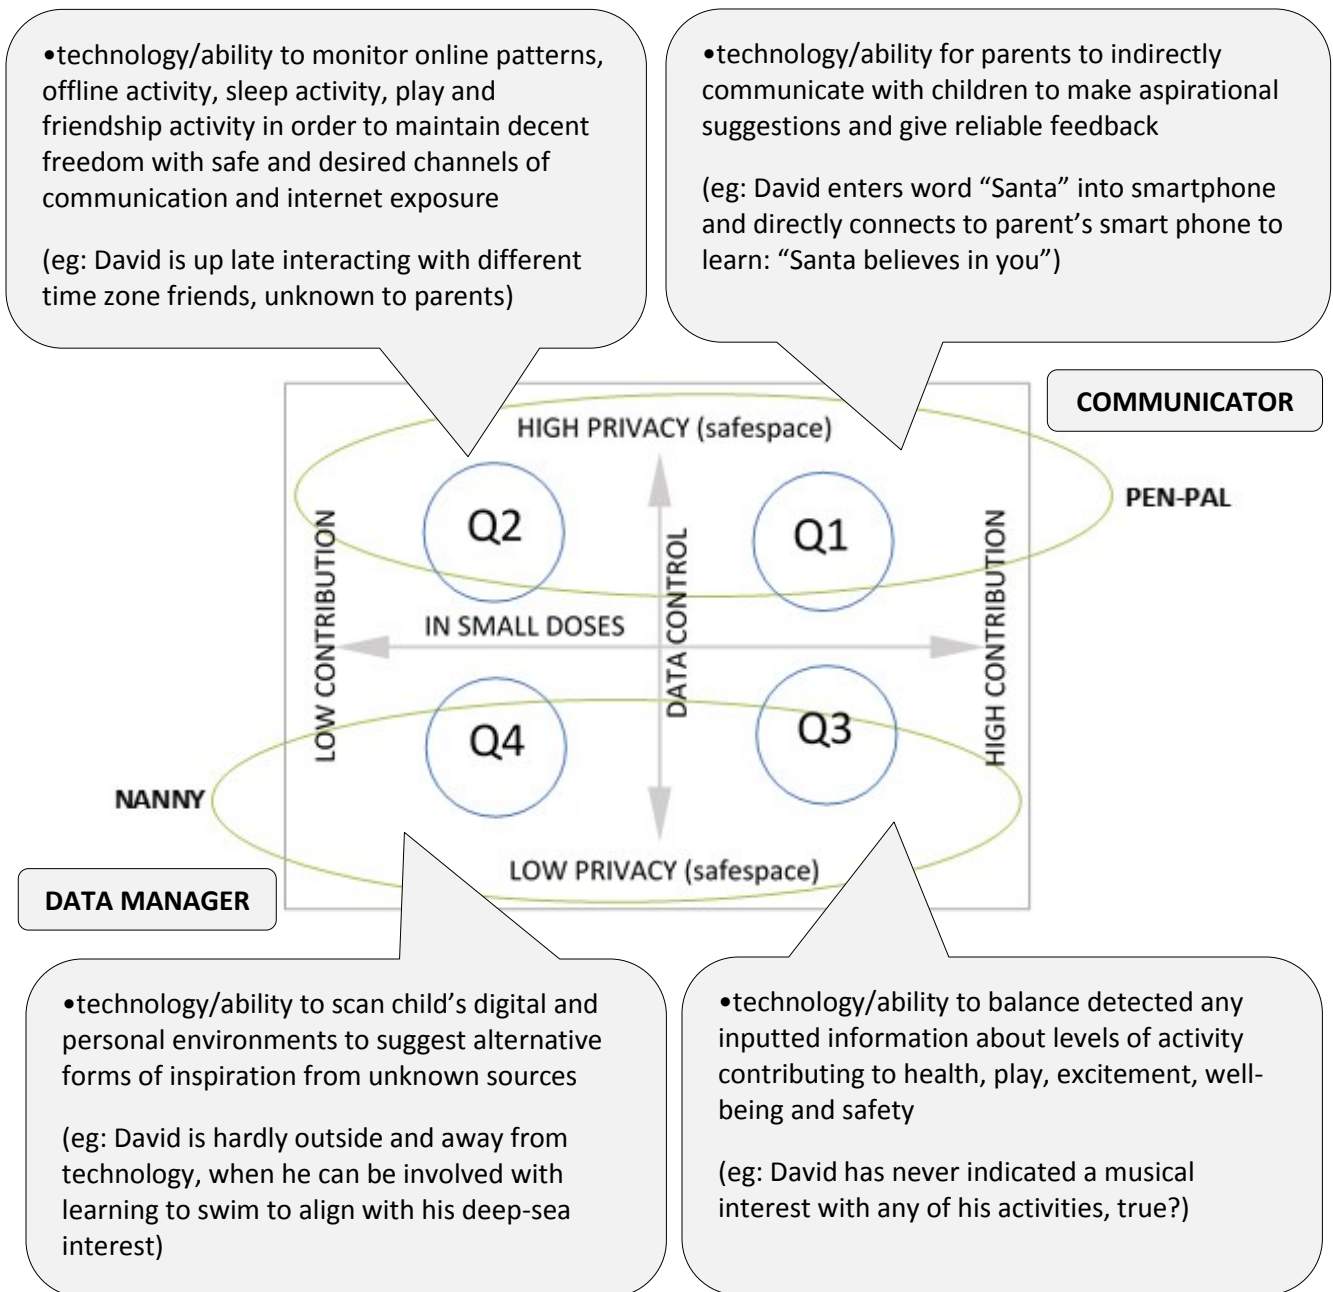 •technology/ability to monitor online patterns,
offline activity, sleep activity, play and
friendship activity in order to maintain decent
freedom with safe and desired channels of
communication and internet exposure
(eg: David is up late interacting with different
time zone friends, unknown to parents)
•technology/ability for parents to indirectly
communicate with children to make aspirational
suggestions and give reliable feedback
(eg: David enters word “Santa” into smartphone
and directly connects to parent’s smart phone to
learn: “Santa believes in you”)
COMMUNICATOR
HIGH PRIVACY (safespace)
PEN-PAL
Q2
Q1
LOW CONTRIBUTION
IN SMALL DOSES
DATA CONTROL
HIGH CONTRIBUTION
Q4
Q3
NANNY
LOW PRIVACY (safespace)
DATA MANAGER
•technology/ability to scan child’s digital and
personal environments to suggest alternative
forms of inspiration from unknown sources
(eg: David is hardly outside and away from
technology, when he can be involved with
learning to swim to align with his deep-sea
interest)
•technology/ability to balance detected any
inputted information about levels of activity
contributing to health, play, excitement, well-
being and safety
(eg: David has never indicated a musical
interest with any of his activities, true?)